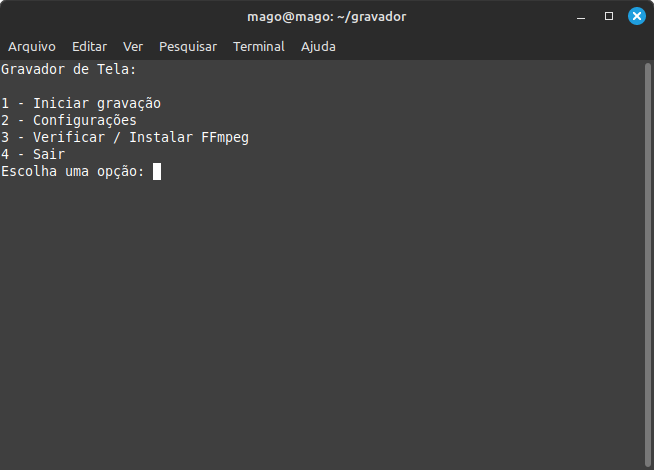 mago@mago: ~/gravador
Arquivo Editar Ver Pesquisar Terminal Ajuda
Gravador de Tela:
1 - Iniciar gravação
2 - Configurações
3 - Verificar / Instalar FFmpeg
4 - Sair
Escolha uma opção: